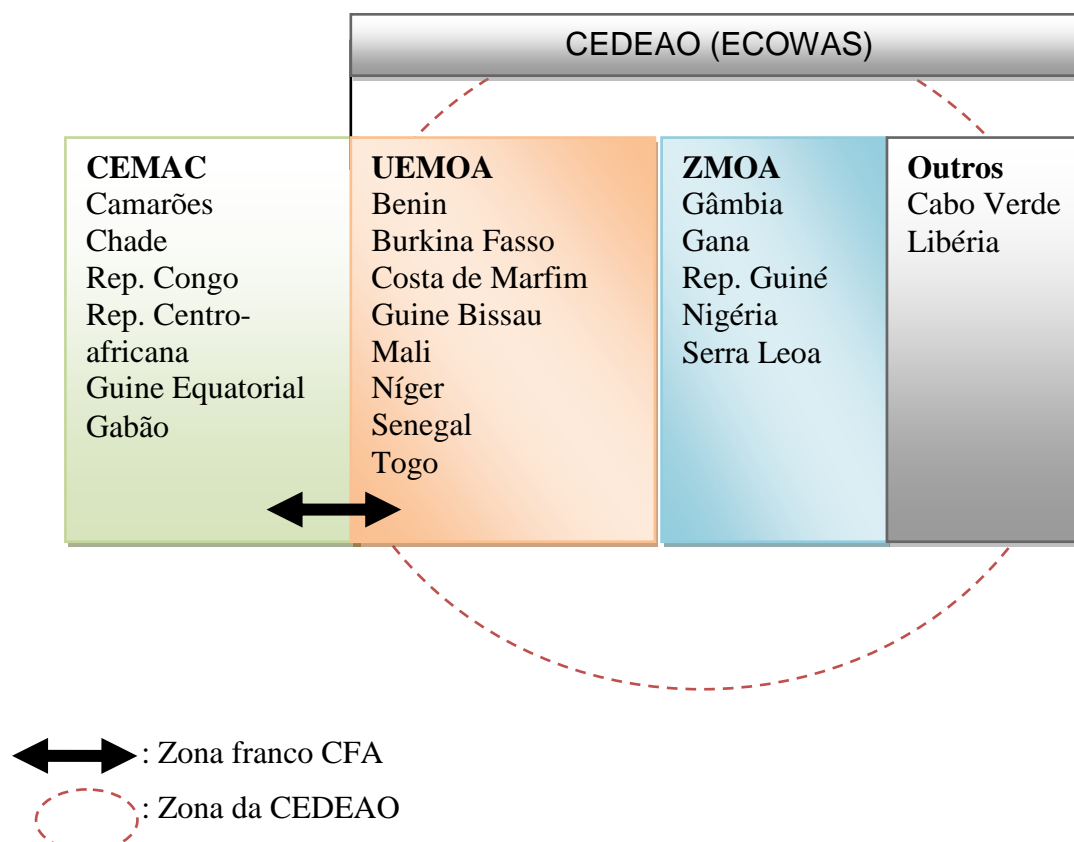 CEDEAO (ECOWAS)
CEMAC
Camarões
Chade
Rep. Congo
Rep. Centro-
africana
Guine Equatorial
Gabão
UEMOA
Benin
Burkina Fasso
Costa de Marfim
Guine Bissau
Mali
Níger
Senegal
Togo
ZMOA
Gâmbia
Gana
Rep. Guiné
Nigéria
Serra Leoa
Outros
Cabo Verde
Libéria
: Zona franco CFA
: Zona da CEDEAO